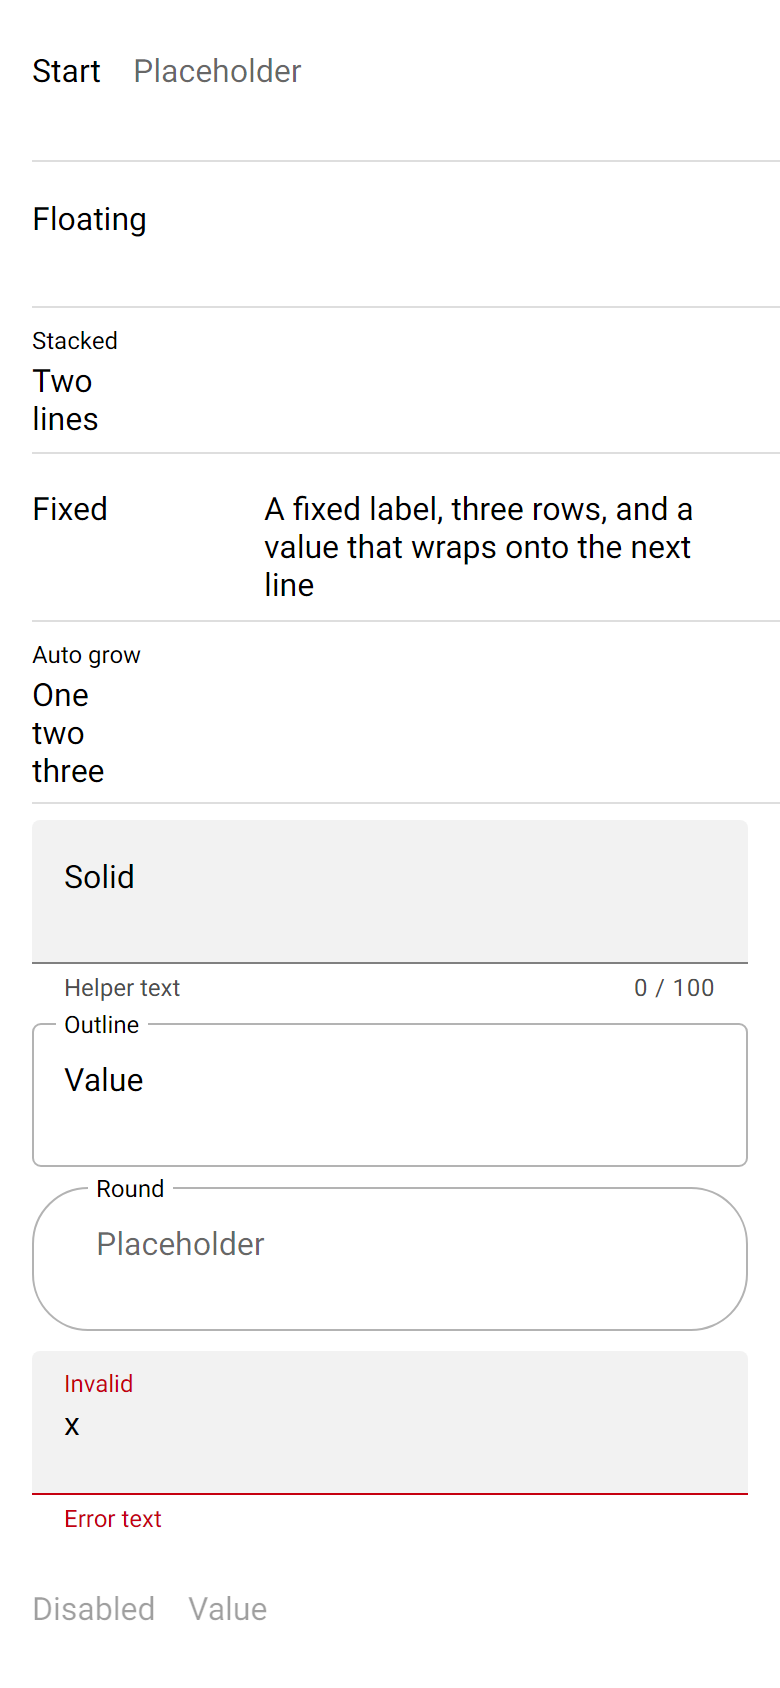 Start Placeholder
Floating
Stacked
Two
lines
Fixed A fixed label, three rows, and a
value that wraps onto the next
line
Auto grow
One
two
three
Solid
Helper text 0 / 100
Outline
Value
Round
Placeholder
Invalid
x
Error text
Disabled Value